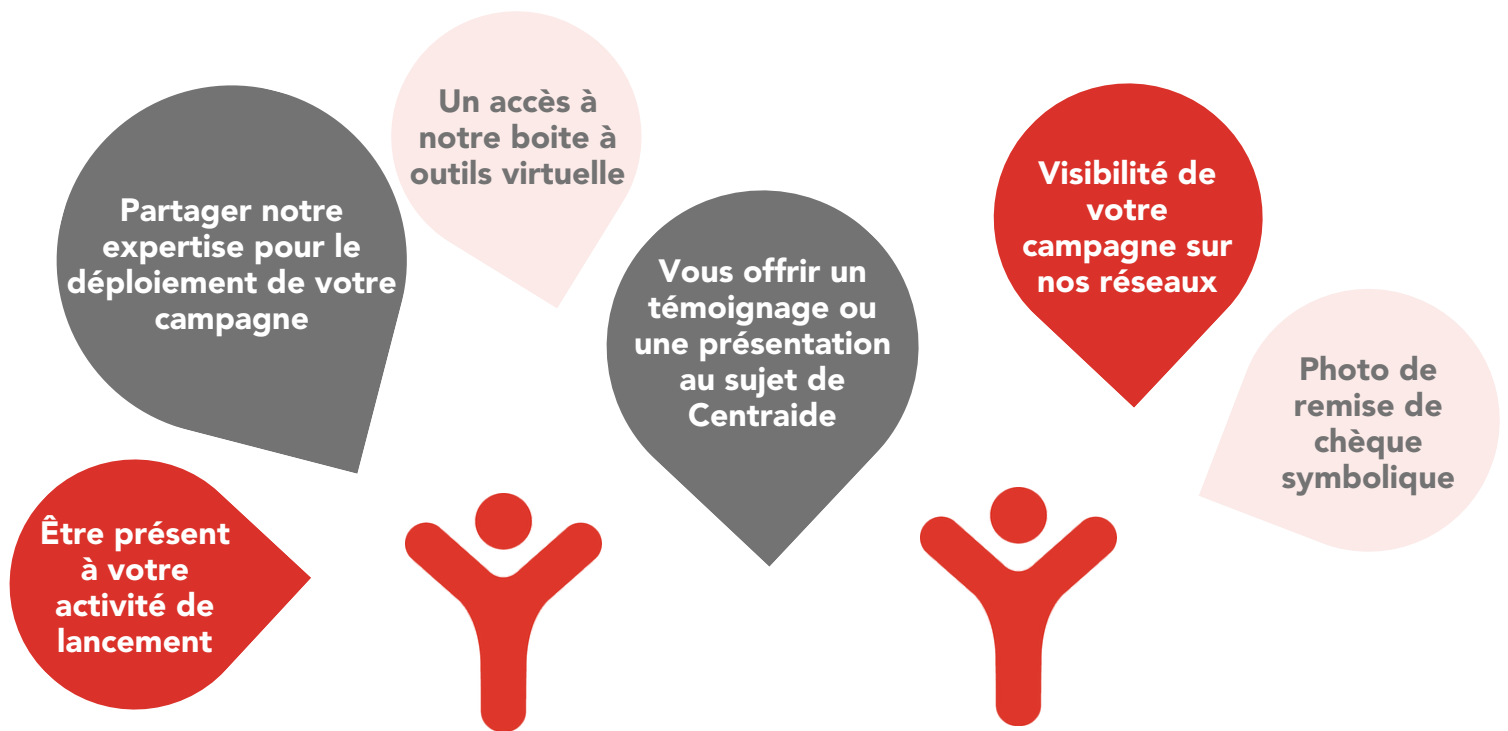 Un accès à
notre boite à
outils virtuelle
Partager notre
expertise pour le
déploiement de votre
campagne
Vous offrir un
témoignage ou
une présentation
au sujet de
Centraide
Visibilité de
votre
campagne sur
nos réseaux
Photo de
remise de
chèque
symbolique
Être présent
à votre
activité de
lancement